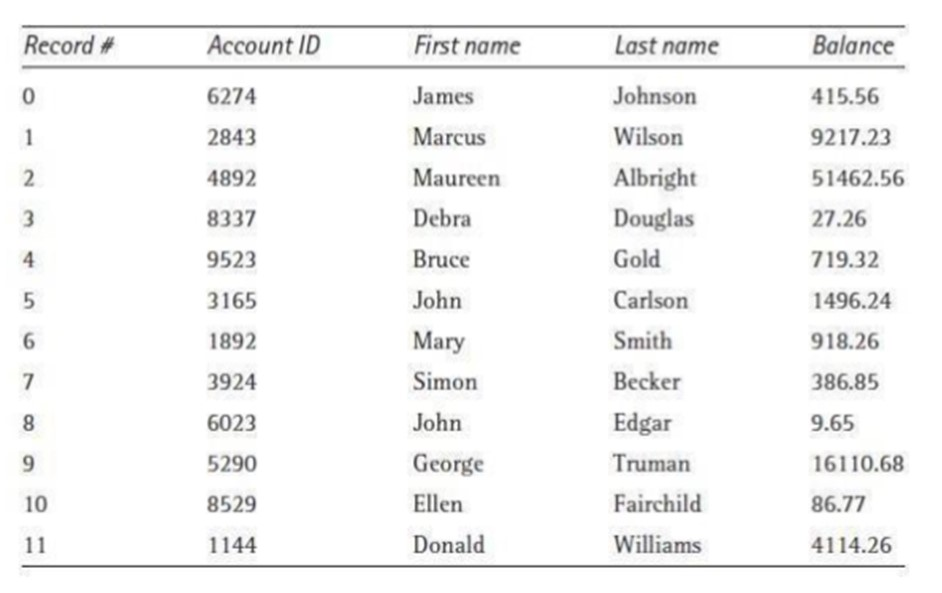 Record # Account ID First name Last name Balance
0 6274 James Johnson 415.56
1 2843 Marcus Wilson 9217.23
2 4892 Maureen Albright 51462.56
3 8337 Debra Douglas 27.26
4 9523 Bruce Gold 719.32
5 3165 John Carlson 1496.24
6 1892 Mary Smith 918.26
7 3924 Simon Becker 386.85
8 6023 John Edgar 9.65
9 5290 George Truman 16110.68
10 8529 Ellen Fairchild 86.77
11 1144 Donald Williams 4114.26